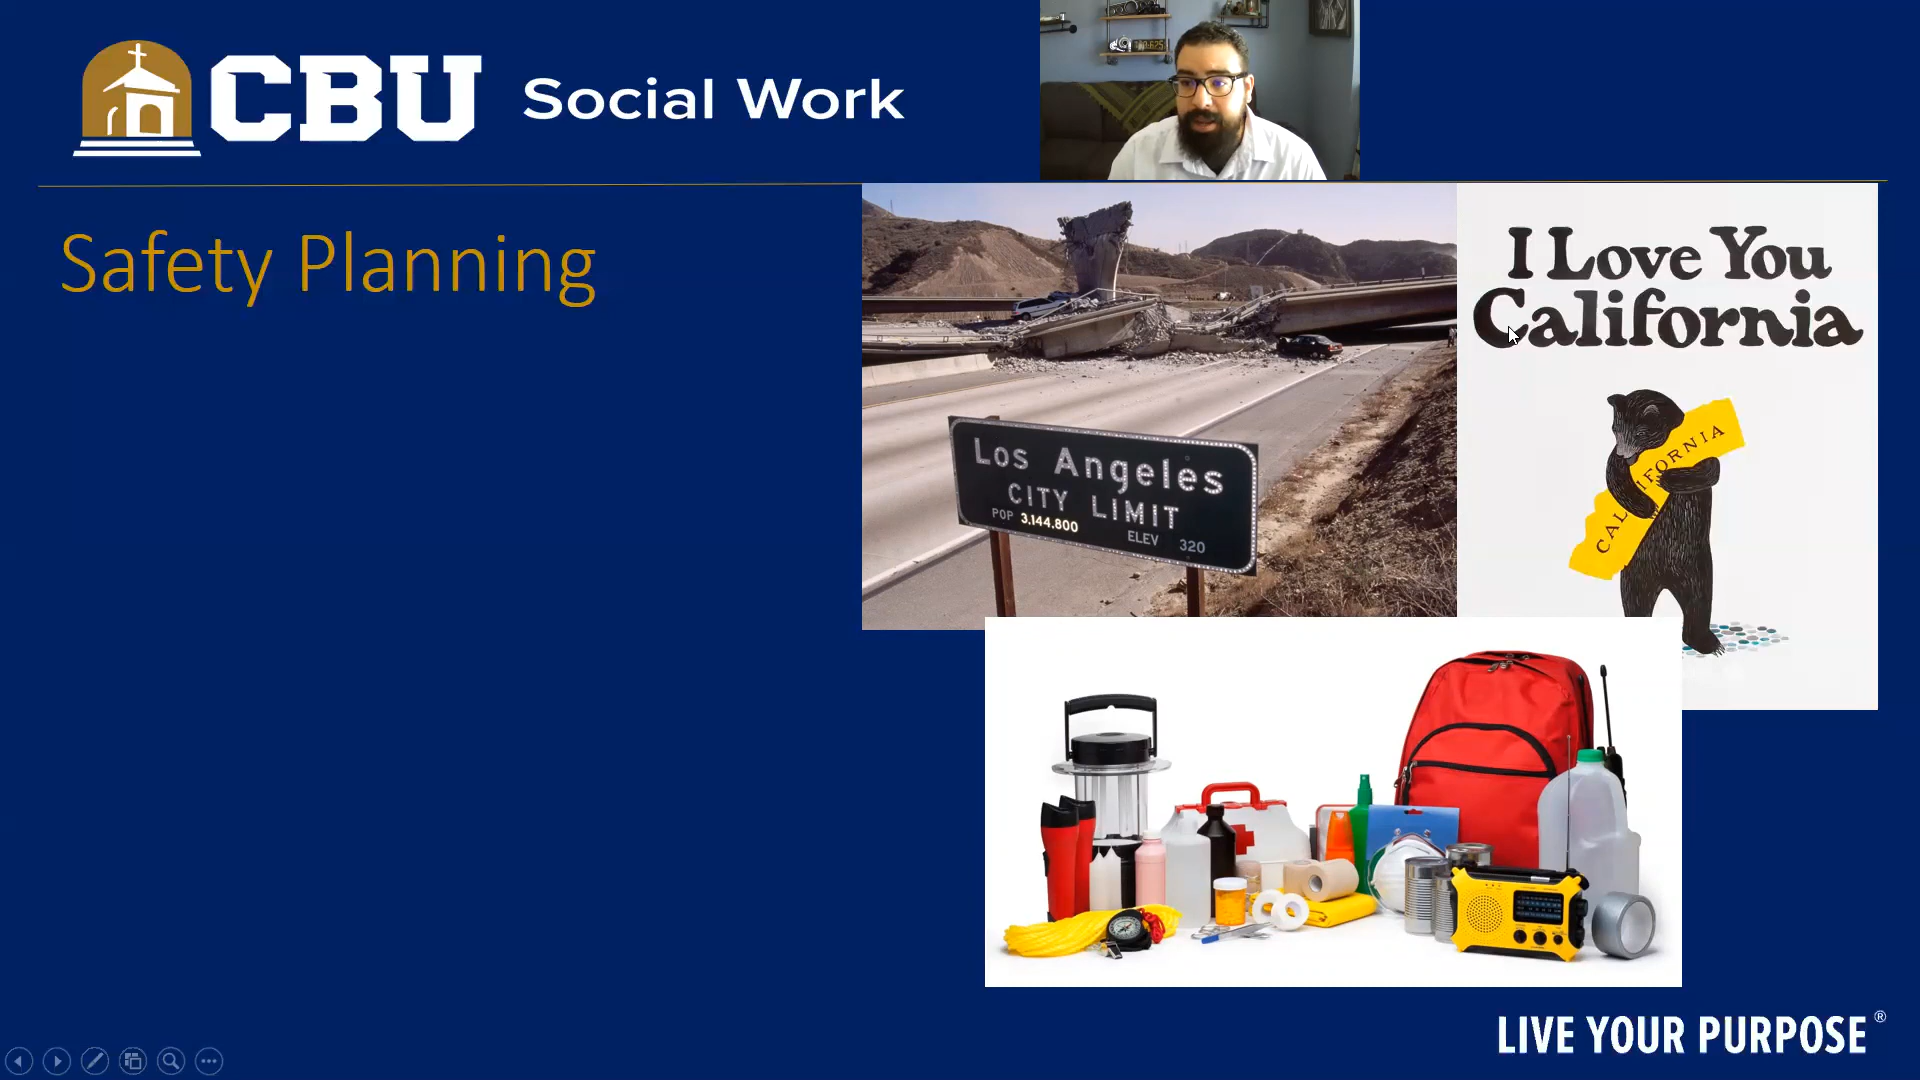 CBU Social Work
Safety Planning
Los Angeles
CITY LIMIT
POP 3,144,800
ELEV 320
I Love You
California
CALIFORNIA
LIVE YOUR PURPOSE®